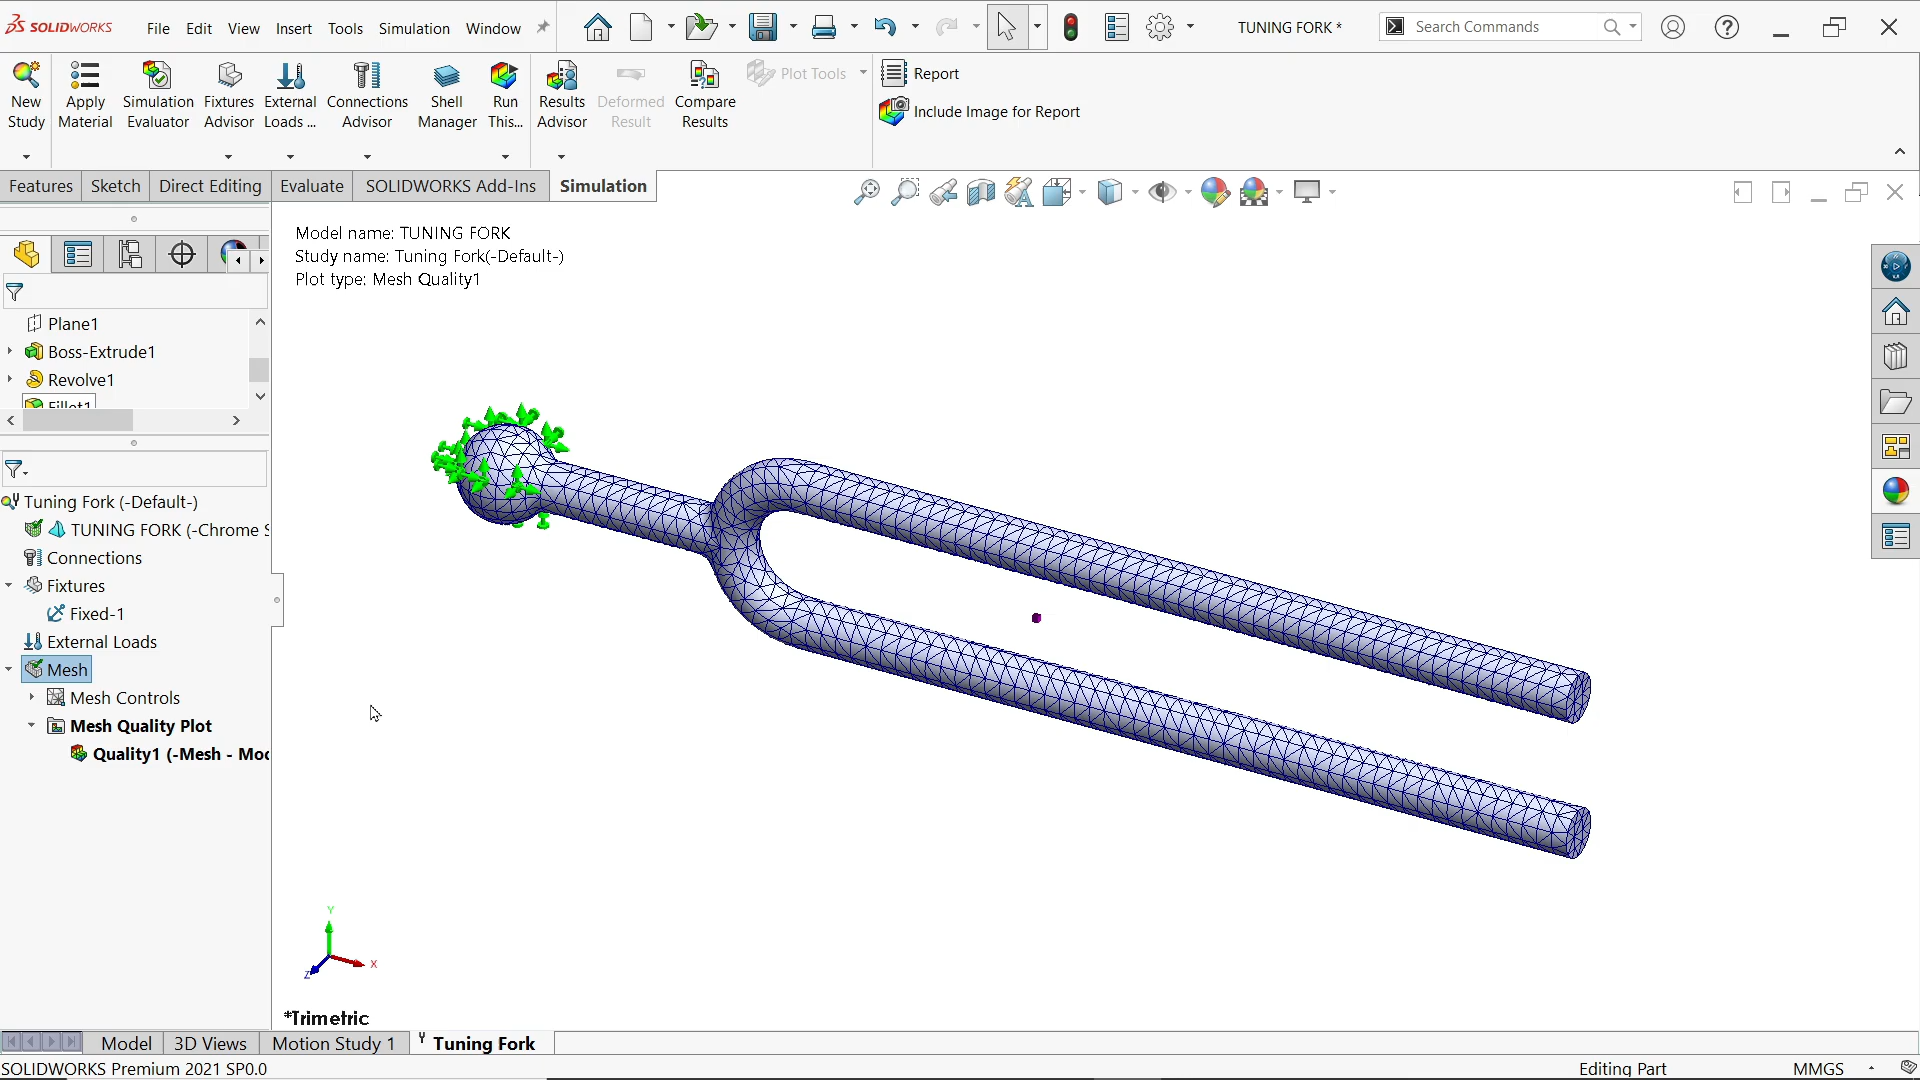 SOLIDWORKS
File Edit View Insert Tools Simulation Window
TUNING FORK *
Search Commands
New Study
Apply Material
Simulation Evaluator
Fixtures Advisor
External Loads ...
Connections Advisor
Shell Manager
Run This...
Results Advisor
Deformed Result
Compare Results
Plot Tools
Report
Include Image for Report
Features Sketch Direct Editing Evaluate SOLIDWORKS Add-Ins Simulation
Model name: TUNING FORK
Study name: Tuning Fork(-Default-)
Plot type: Mesh Quality1
Plane1
Boss-Extrude1
Revolve1
Fillet1
Tuning Fork (-Default-)
TUNING FORK (-Chrome S
Connections
Fixtures
Fixed-1
External Loads
Mesh
Mesh Controls
Mesh Quality Plot
Quality1 (-Mesh - Mod
Y
X
Z
*Trimetric
Model 3D Views Motion Study 1 Tuning Fork
SOLIDWORKS Premium 2021 SP0.0
Editing Part
MMGS